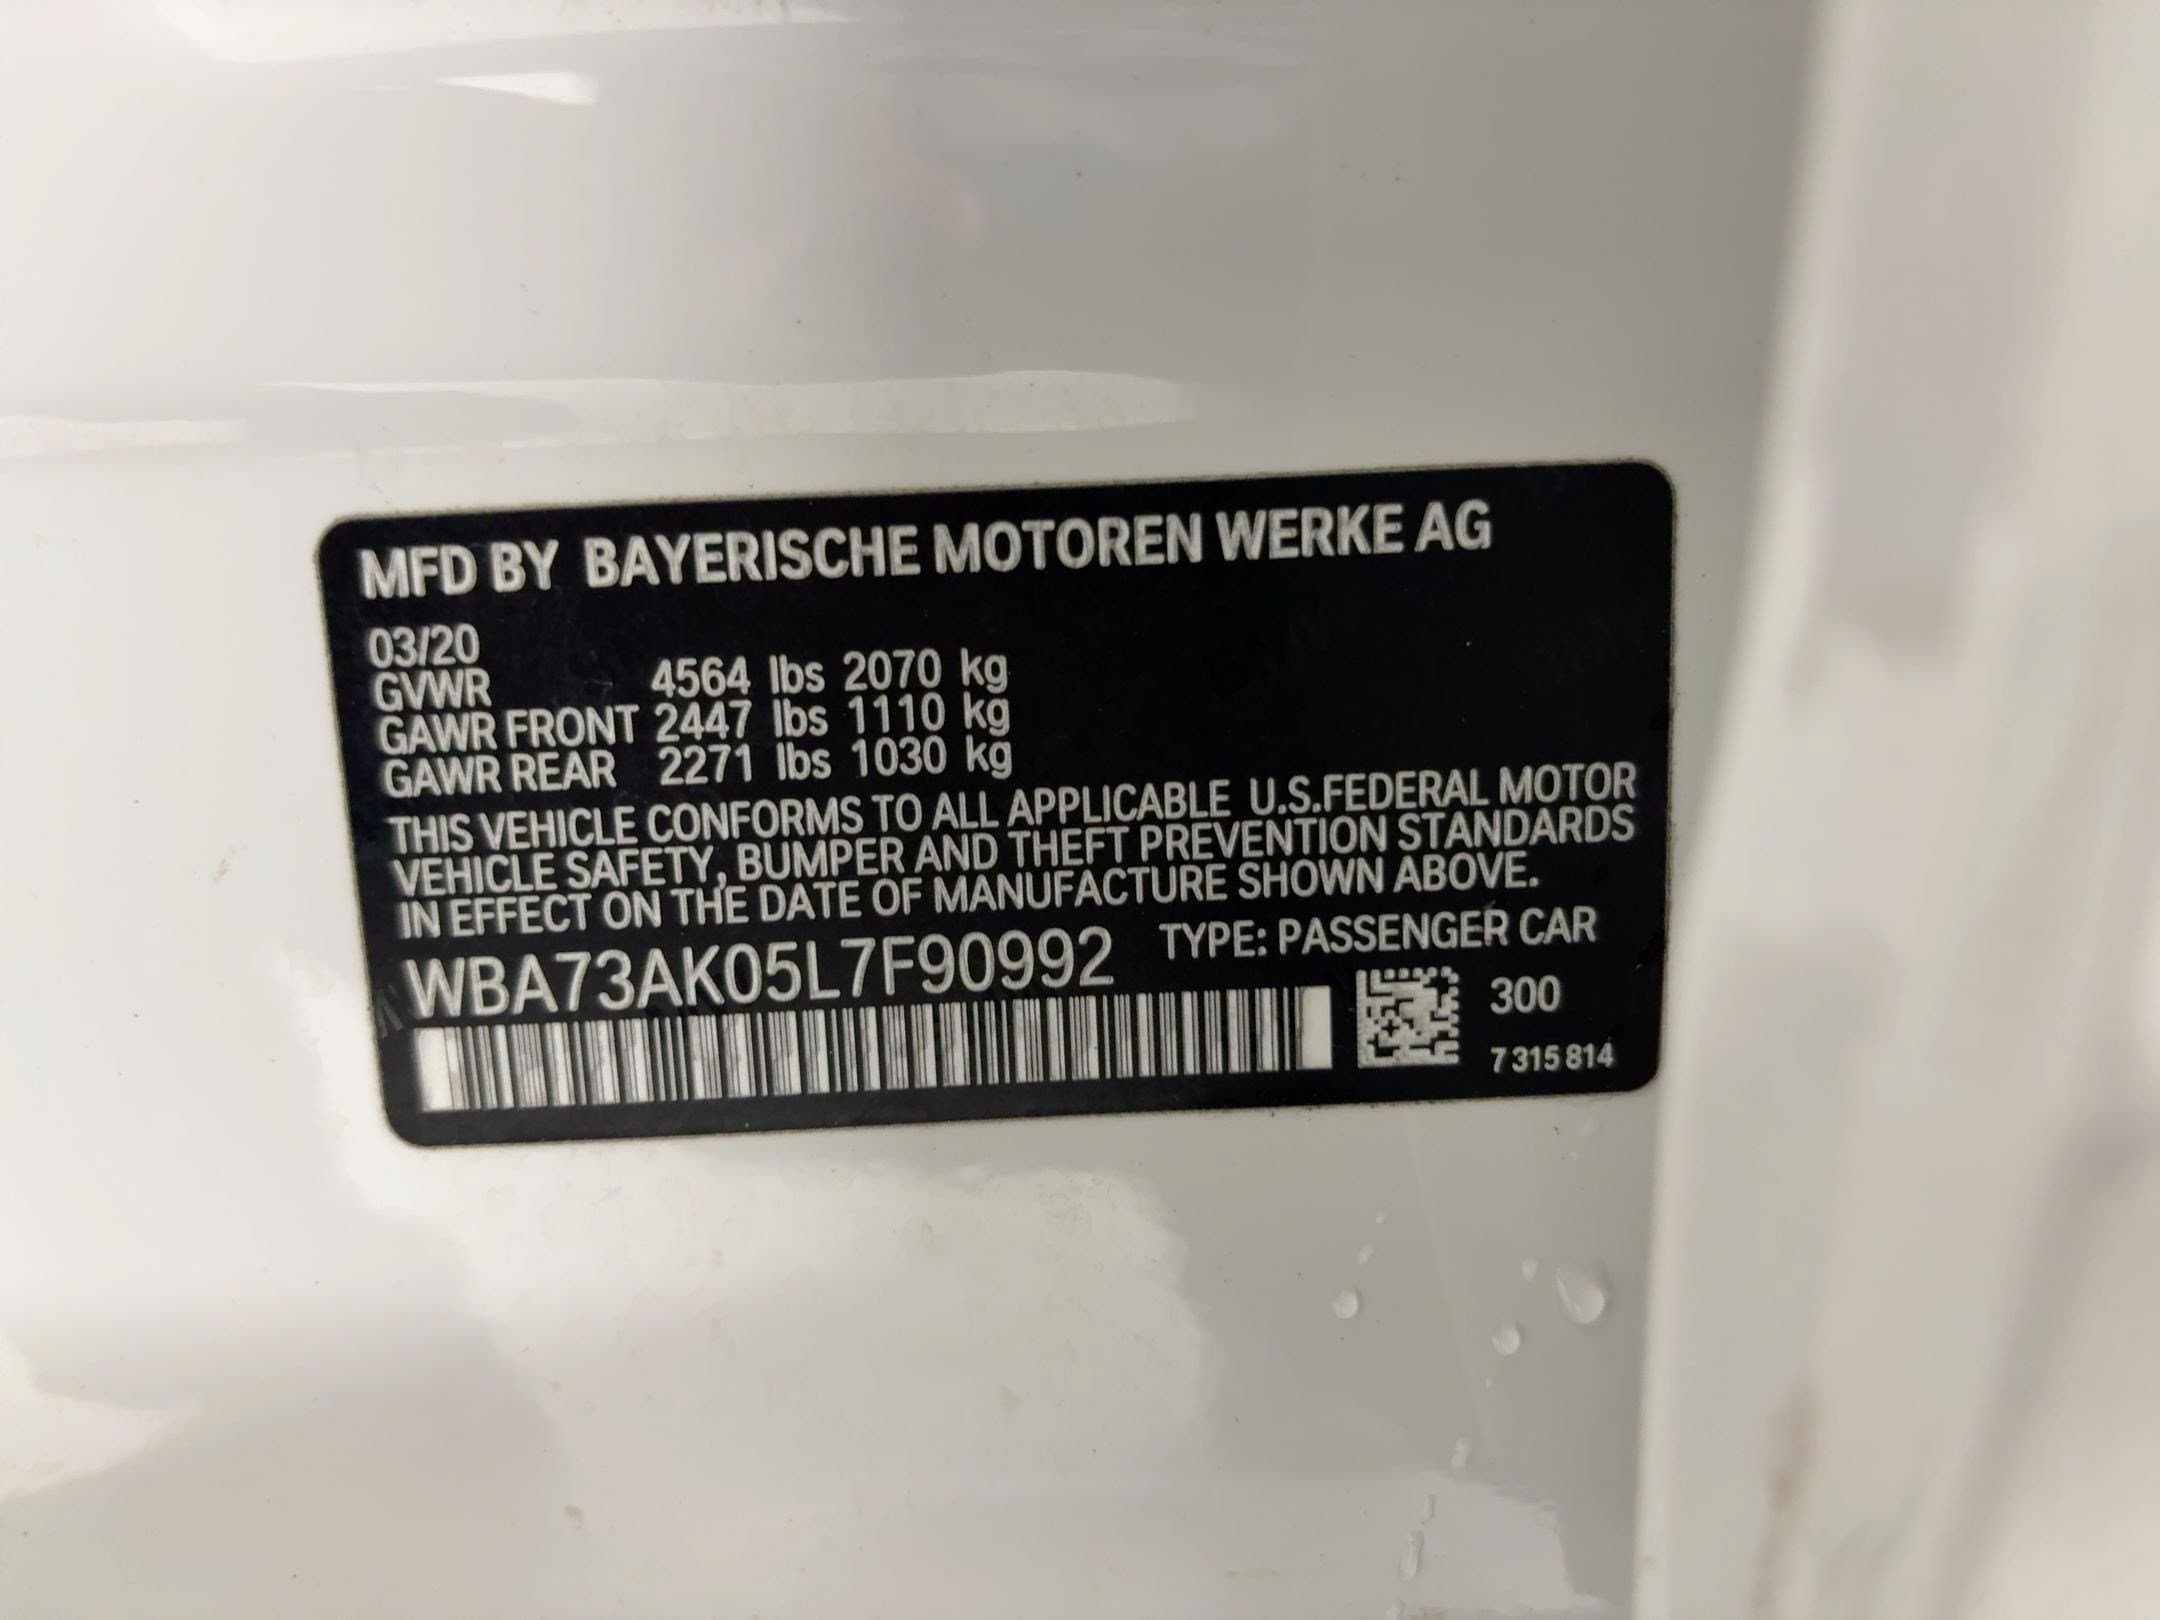 MFD BY BAYERISCHE MOTOREN WERKE AG
03/20
GVWR 4564 lbs 2070 kg
GAWR FRONT 2447 lbs 1110 kg
GAWR REAR 2271 lbs 1030 kg
THIS VEHICLE CONFORMS TO ALL APPLICABLE U.S.FEDERAL MOTOR
VEHICLE SAFETY, BUMPER AND THEFT PREVENTION STANDARDS
IN EFFECT ON THE DATE OF MANUFACTURE SHOWN ABOVE.
WBA73AK05L7F90992 TYPE: PASSENGER CAR
300
7 315 814